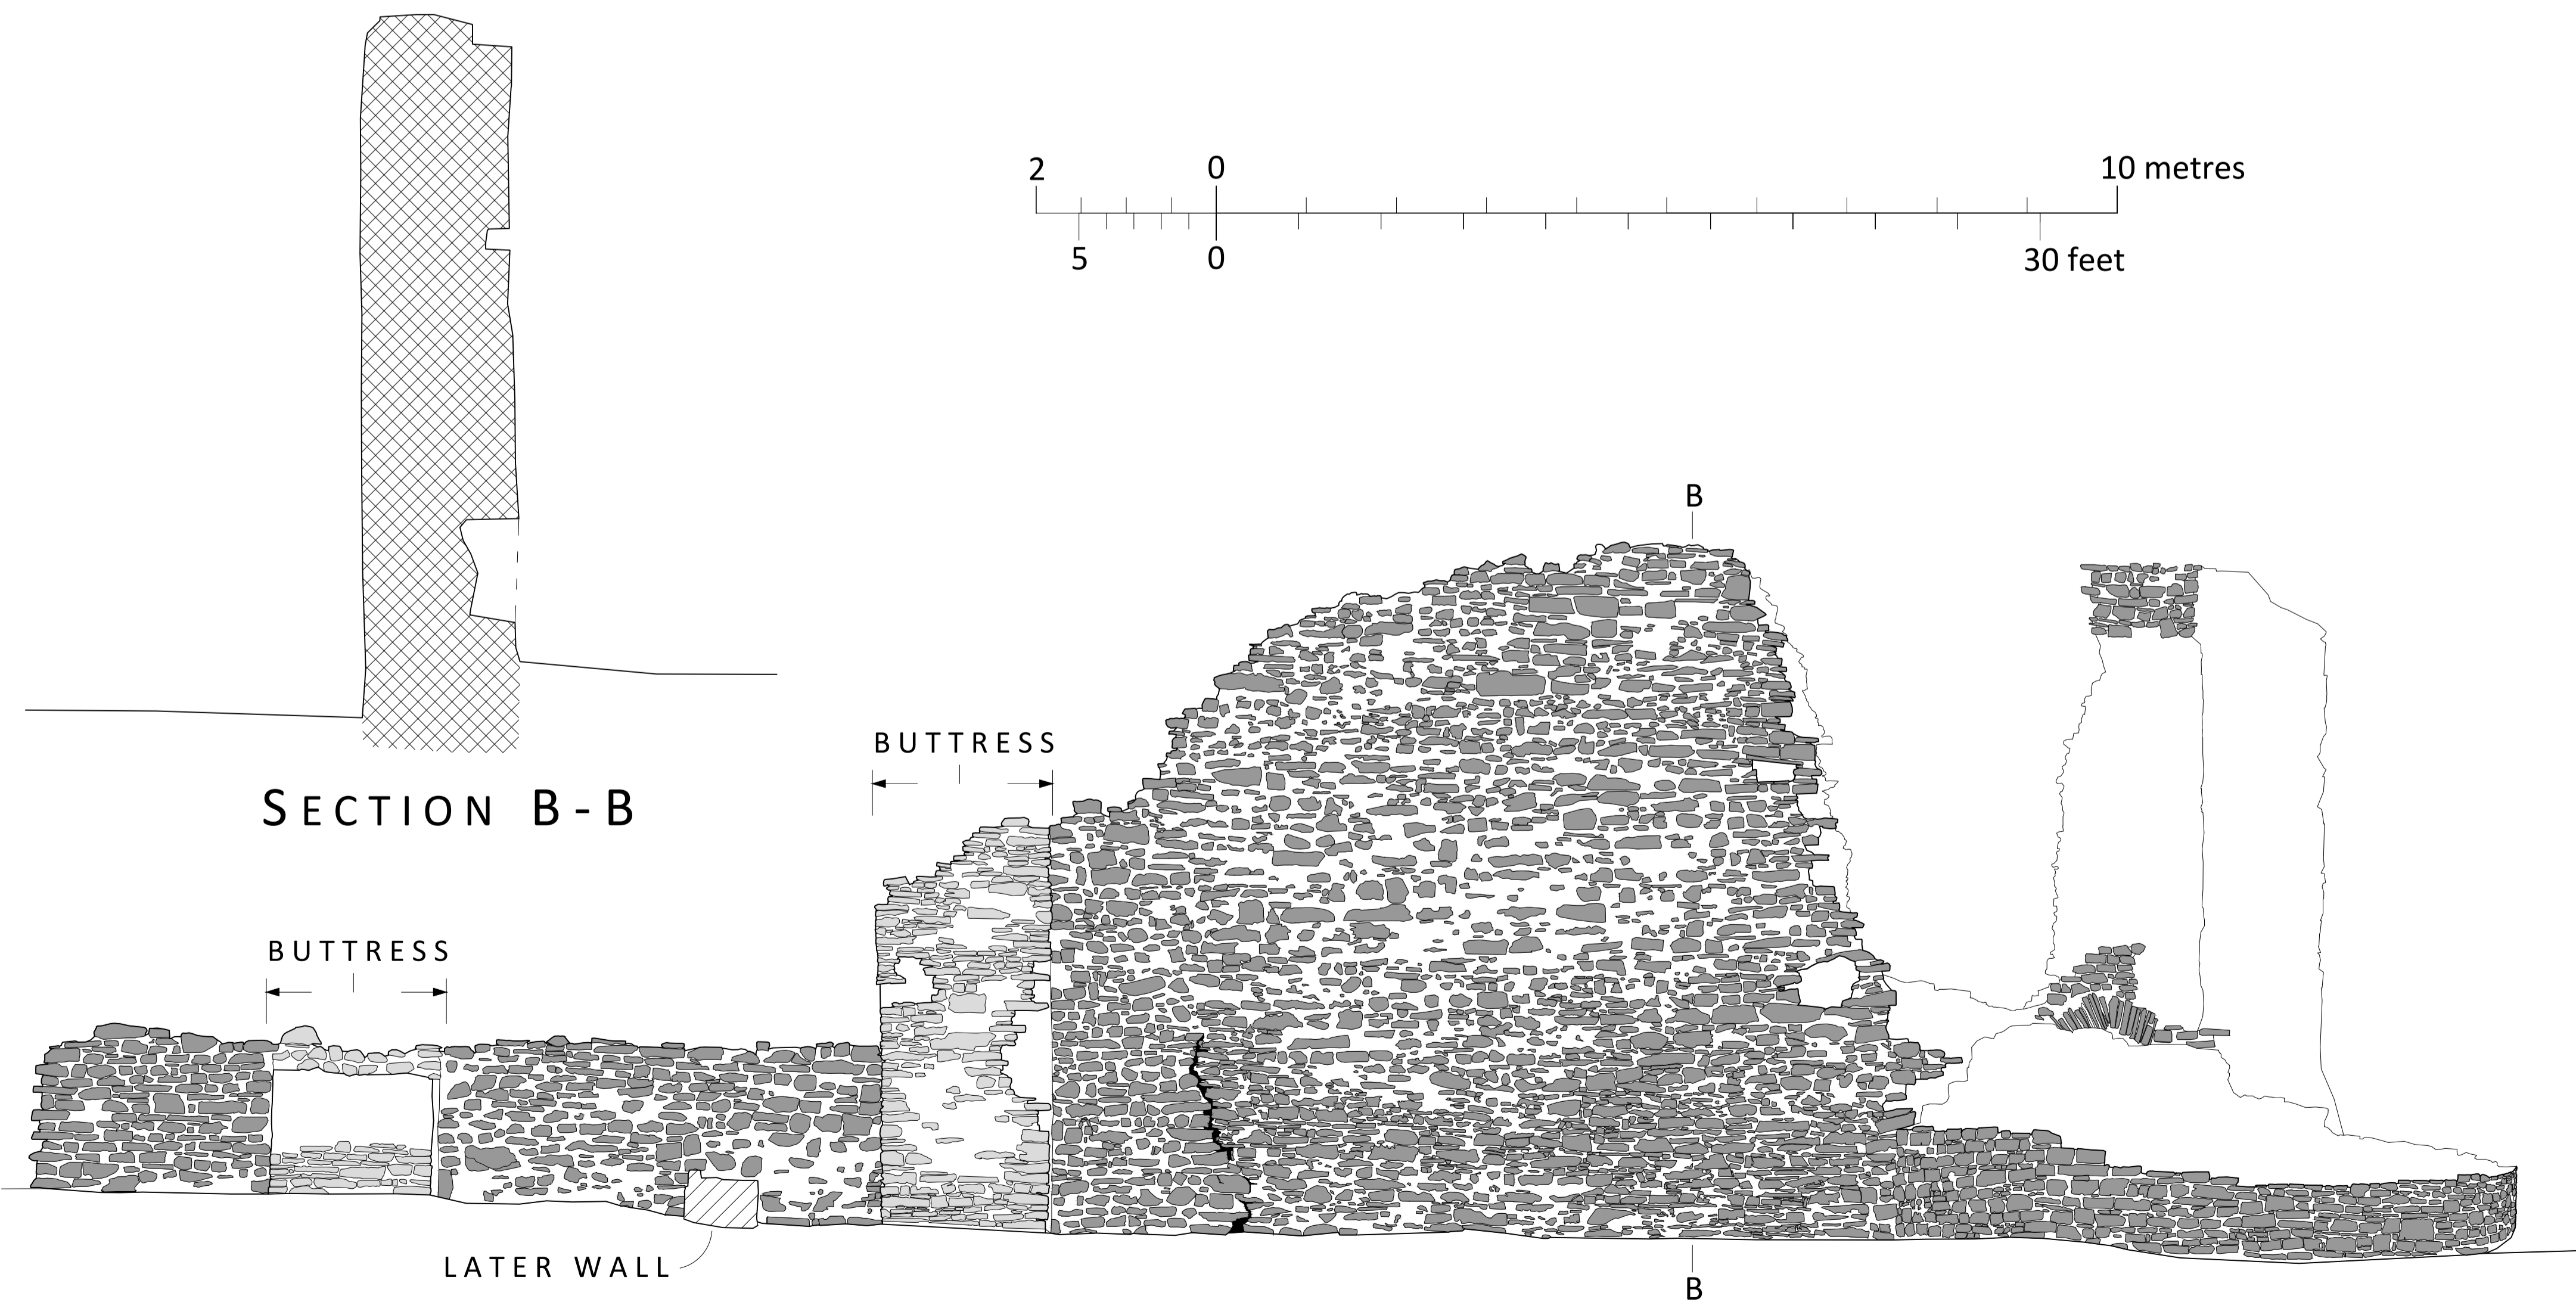 2 0 10 metres
5 0 30 feet
B
BUTTRESS
SECTION B-B
BUTTRESS
LATER WALL
B